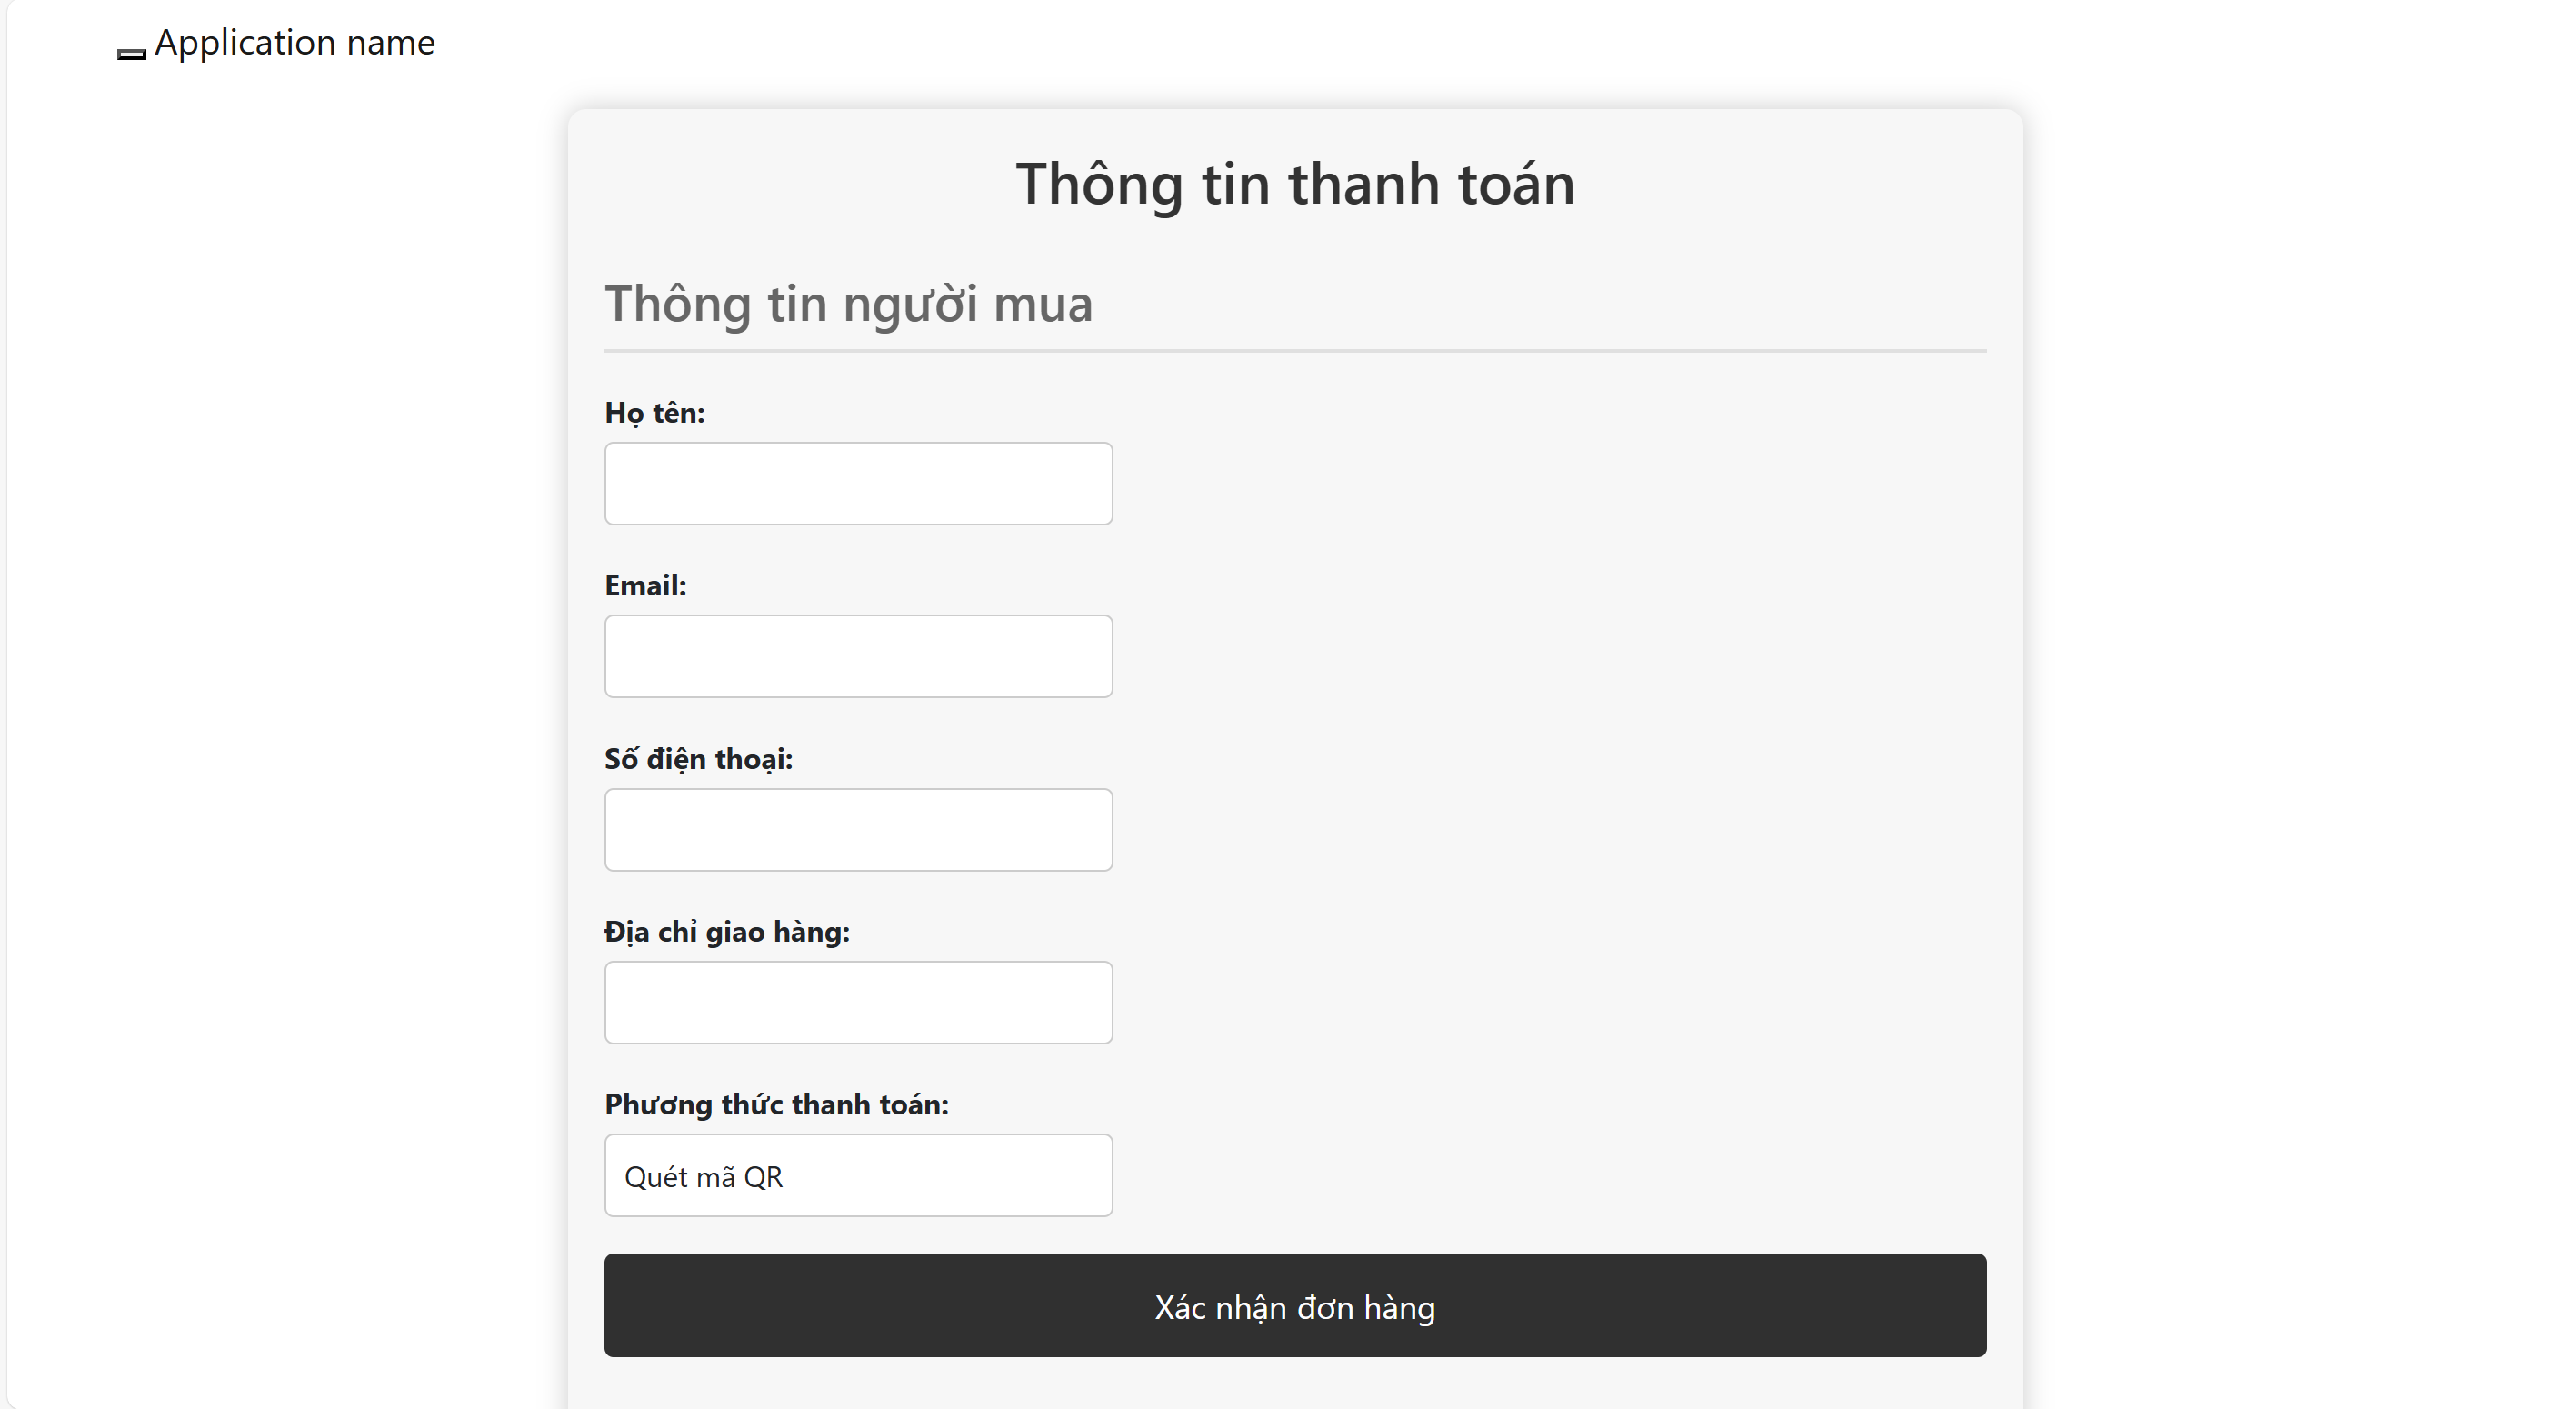 Application name
Thông tin thanh toán
Thông tin người mua
Họ tên:
Email:
Số điện thoại:
Địa chỉ giao hàng:
Phương thức thanh toán:
Quét mã QR
Xác nhận đơn hàng